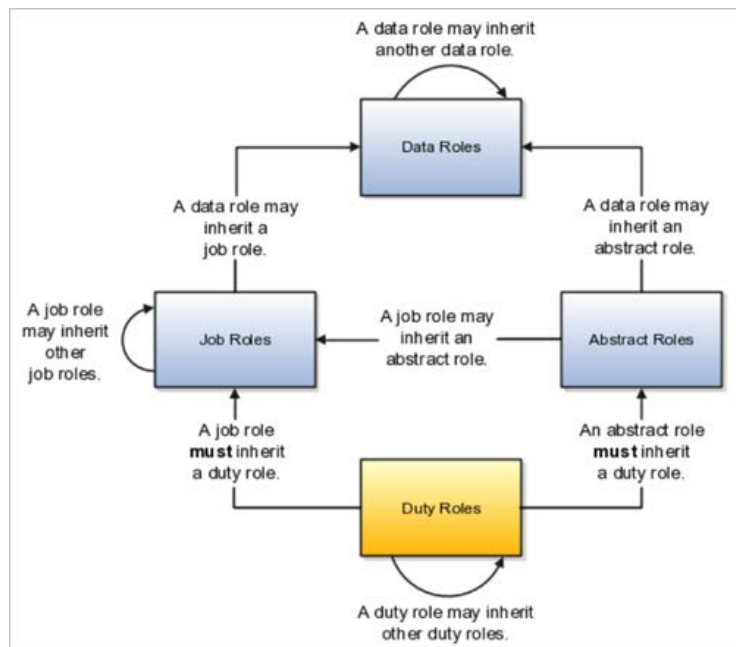 A data role may inherit
another data role.
Data Roles
A data role may
inherit a
job role.
A data role may
inherit an
abstract role.
A job role
may inherit
other
job roles.
Job Roles
A job role may
inherit an
abstract role.
Abstract Roles
A job role
must inherit
a duty role.
An abstract role
must inherit
a duty role.
Duty Roles
A duty role may inherit
other duty roles.